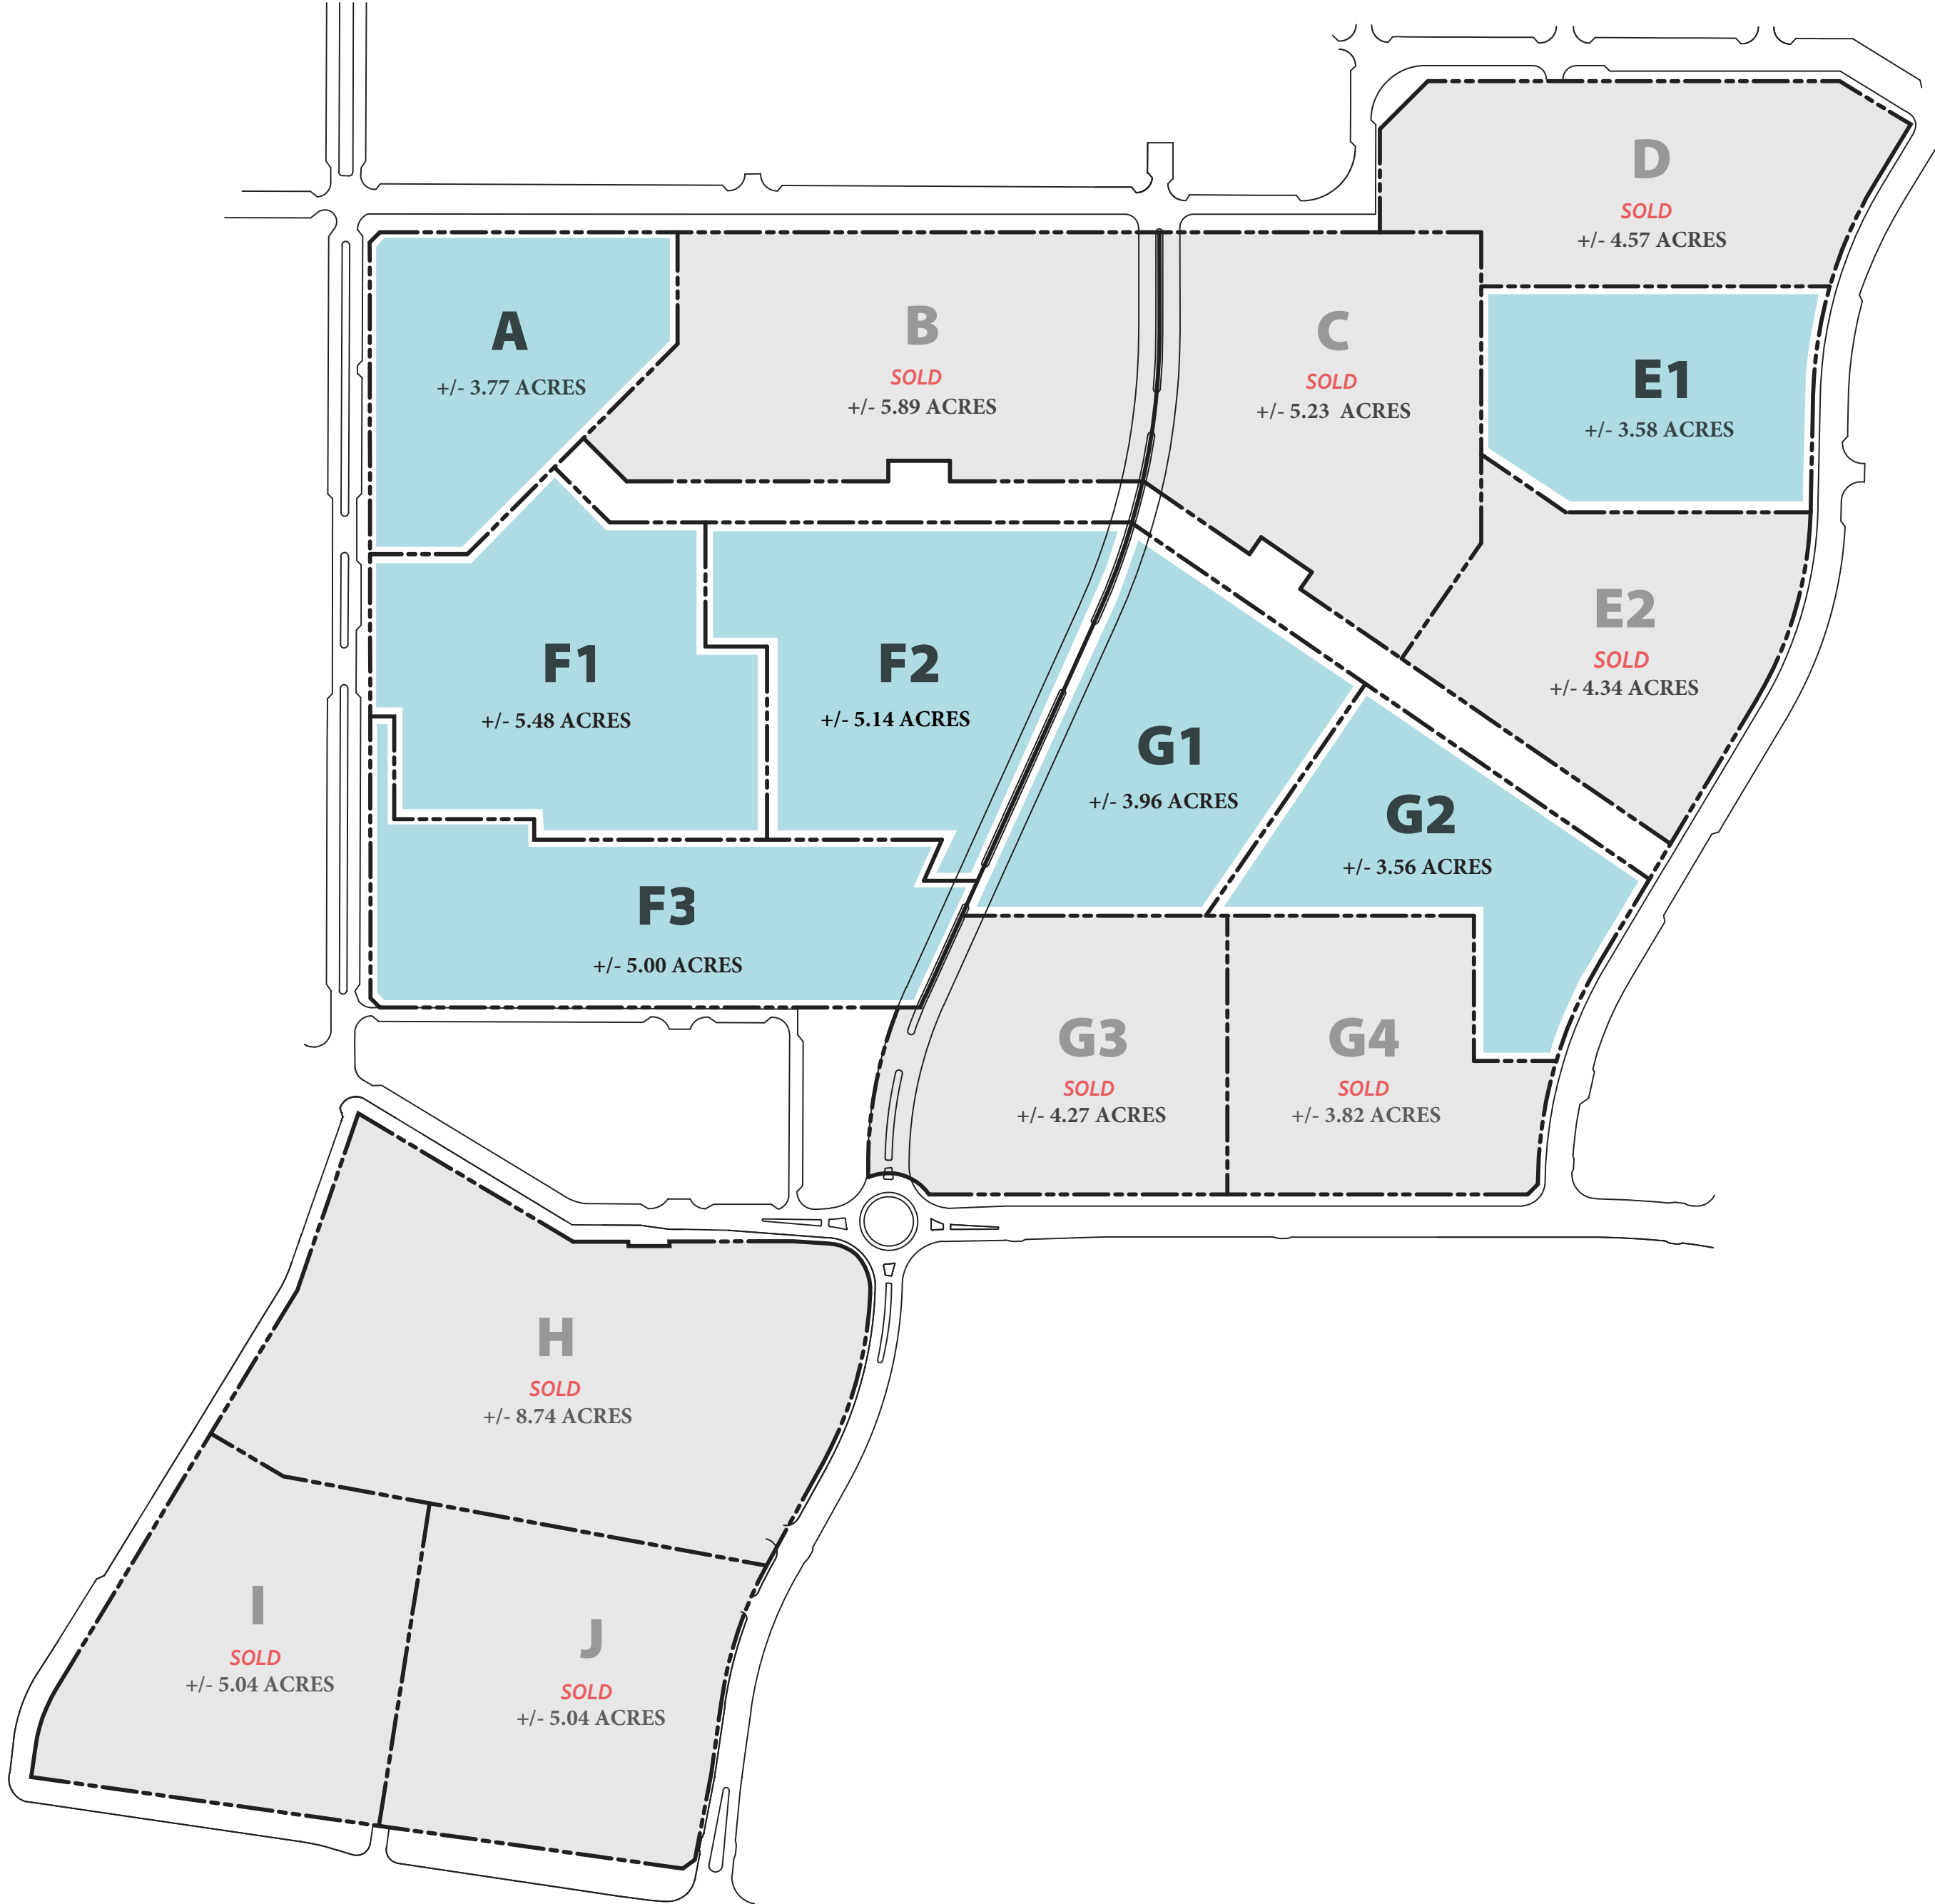 D
SOLD
+/- 4.57 ACRES
A
+/- 3.77 ACRES
B
SOLD
+/- 5.89 ACRES
C
SOLD
+/- 5.23 ACRES
E1
+/- 3.58 ACRES
F1
+/- 5.48 ACRES
F2
+/- 5.14 ACRES
E2
SOLD
+/- 4.34 ACRES
G1
+/- 3.96 ACRES
G2
+/- 3.56 ACRES
F3
+/- 5.00 ACRES
G3
SOLD
+/- 4.27 ACRES
G4
SOLD
+/- 3.82 ACRES
H
SOLD
+/- 8.74 ACRES
I
SOLD
+/- 5.04 ACRES
J
SOLD
+/- 5.04 ACRES